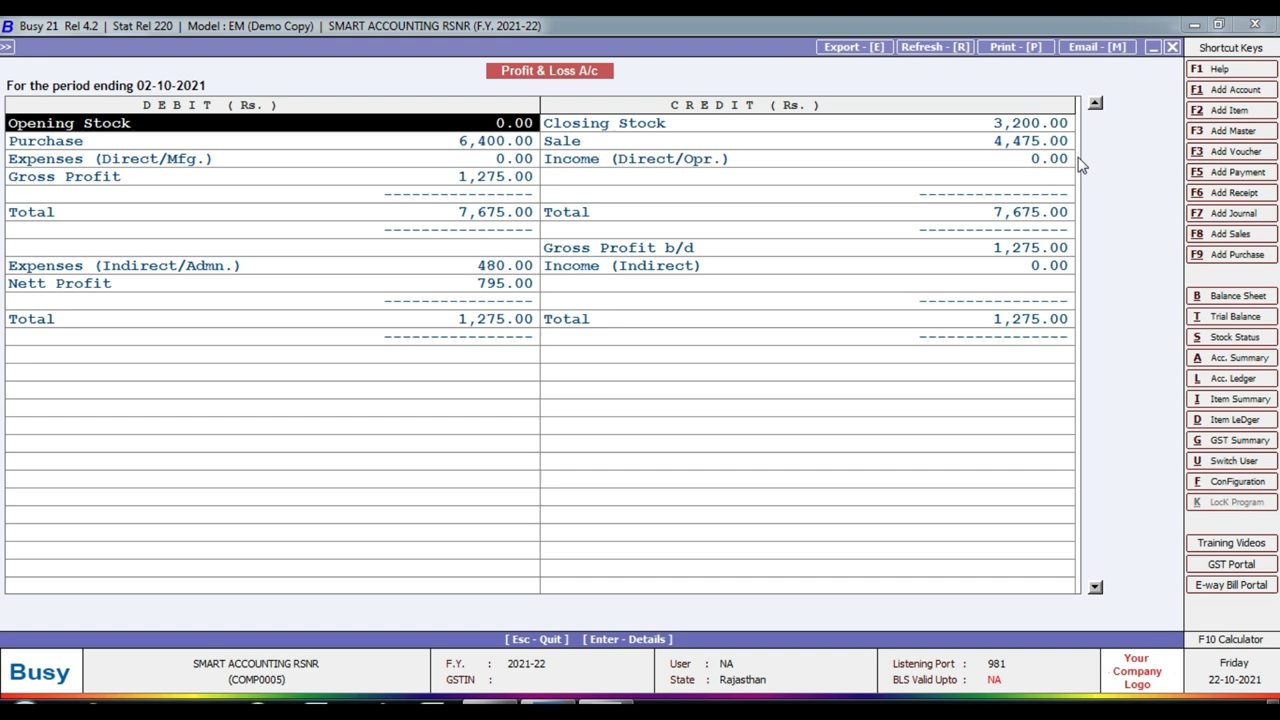 Busy 21 Rel 4.2 | Stat Rel 220 | Model : EM (Demo Copy) | SMART ACCOUNTING RSNR (F.Y. 2021-22)
>> Export - [E] Refresh - [R] Print - [P] Email - [M]
Profit & Loss A/c
For the period ending 02-10-2021
DEBIT (Rs.) CREDIT (Rs.)
Opening Stock 0.00 Closing Stock 3,200.00
Purchase 6,400.00 Sale 4,475.00
Expenses (Direct/Mfg.) 0.00 Income (Direct/Opr.) 0.00
Gross Profit 1,275.00
--------------- ---------------
Total 7,675.00 Total 7,675.00
--------------- ---------------
Gross Profit b/d 1,275.00
Expenses (Indirect/Admn.) 480.00 Income (Indirect) 0.00
Nett Profit 795.00
--------------- ---------------
Total 1,275.00 Total 1,275.00
--------------- ---------------
Shortcut Keys
F1 Help
F1 Add Account
F2 Add Item
F3 Add Master
F3 Add Voucher
F5 Add Payment
F6 Add Receipt
F7 Add Journal
F8 Add Sales
F9 Add Purchase
B Balance Sheet
T Trial Balance
S Stock Status
A Acc. Summary
L Acc. Ledger
I Item Summary
D Item LeDger
G GST Summary
U Switch User
F ConFiguration
K LocK Program
Training Videos
GST Portal
E-way Bill Portal
[ Esc - Quit ] [ Enter - Details ]
F10 Calculator
Busy
SMART ACCOUNTING RSNR
(COMP0005)
F.Y. : 2021-22
GSTIN :
User : NA
State : Rajasthan
Listening Port : 981
BLS Valid Upto : NA
Your
Company
Logo
Friday
22-10-2021